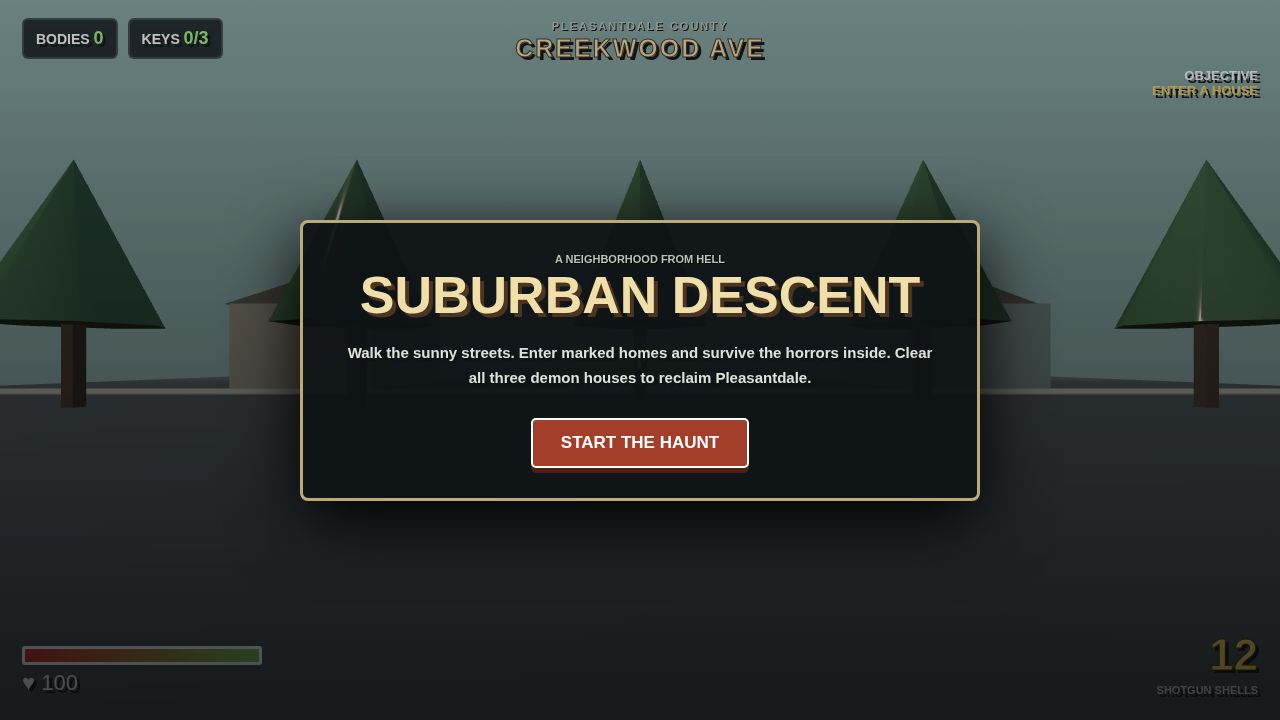 BODIES 0
KEYS 0/3
PLEASANTDALE COUNTY
CREEKWOOD AVE
OBJECTIVE
ENTER A HOUSE
A NEIGHBORHOOD FROM HELL
SUBURBAN DESCENT
Walk the sunny streets. Enter marked homes and survive the horrors inside. Clear
all three demon houses to reclaim Pleasantdale.
START THE HAUNT
♥ 100
12
SHOTGUN SHELLS